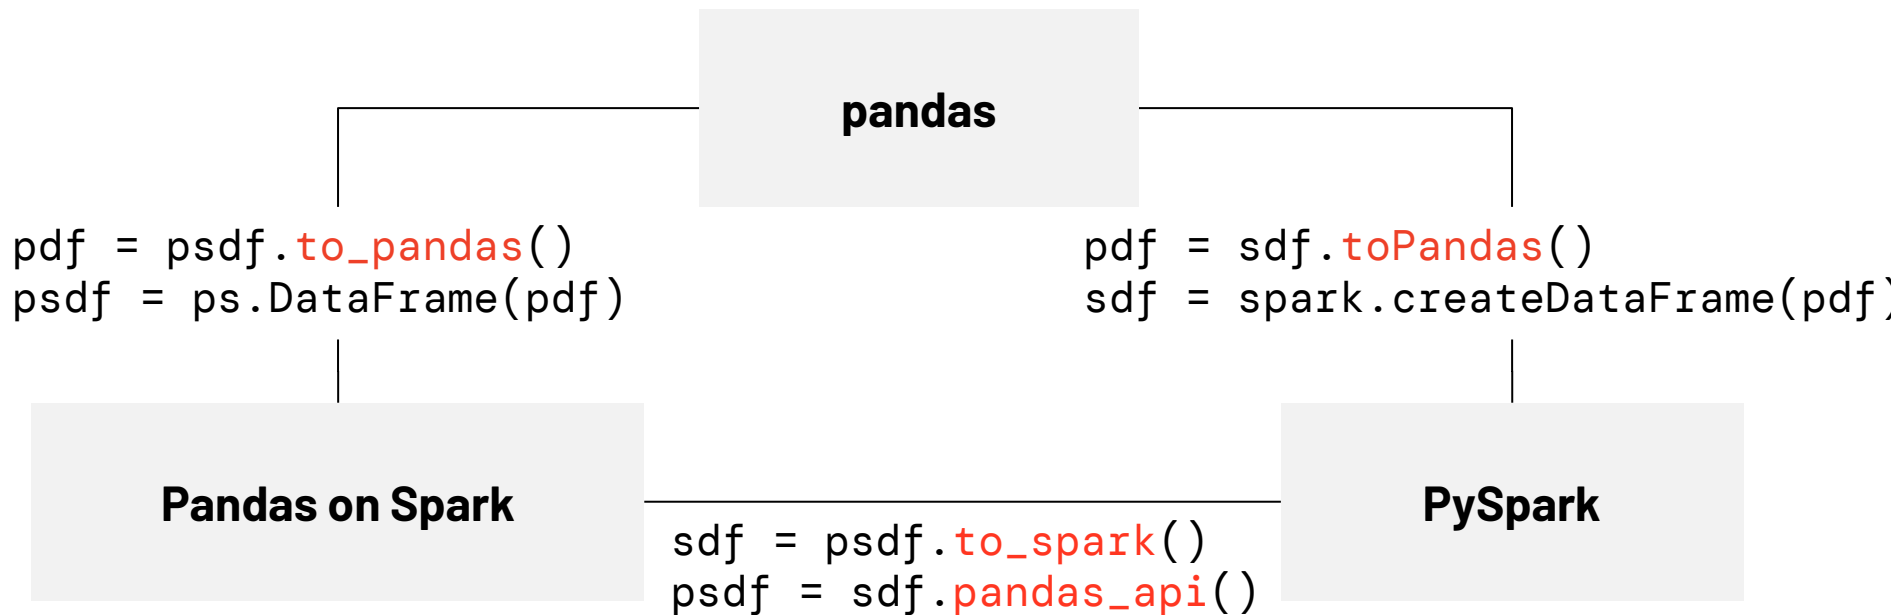 pandas
pdf = psdf.to_pandas()
psdf = ps.DataFrame(pdf)
pdf = sdf.toPandas()
sdf = spark.createDataFrame(pdf)
Pandas on Spark
PySpark
sdf = psdf.to_spark()
psdf = sdf.pandas_api()